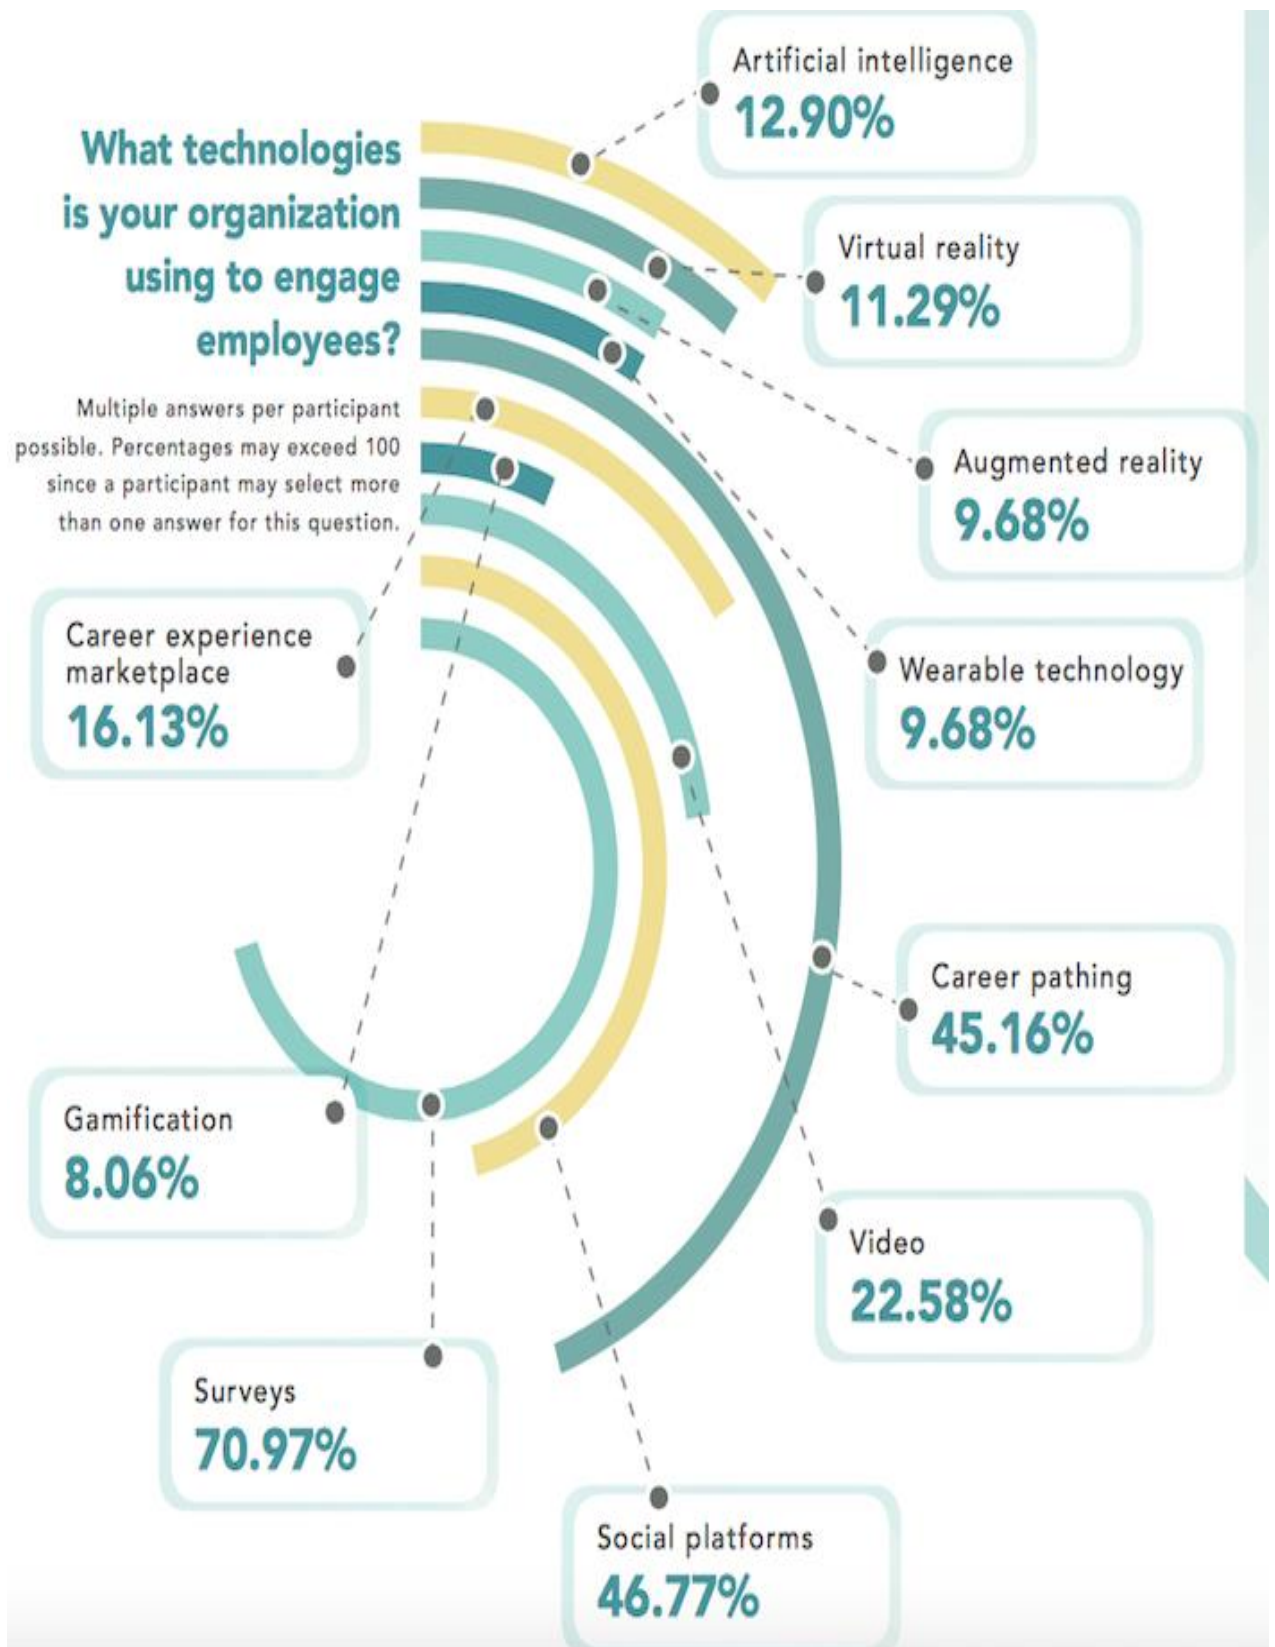 What technologies
is your organization
using to engage
employees?
Multiple answers per participant
possible. Percentages may exceed 100
since a participant may select more
than one answer for this question.
Artificial intelligence
12.90%
Virtual reality
11.29%
Augmented reality
9.68%
Wearable technology
9.68%
Career experience
marketplace
16.13%
Career pathing
45.16%
Gamification
8.06%
Video
22.58%
Surveys
70.97%
Social platforms
46.77%